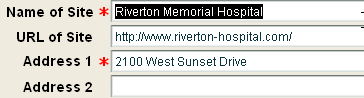 Name of Site * Riverton Memorial Hospital
URL of Site http://www.riverton-hospital.com/
Address 1 * 2100 West Sunset Drive
Address 2